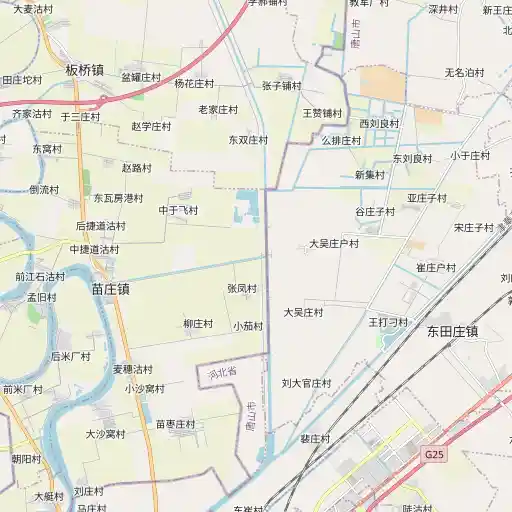 大麦沽村
李郝铺村
教军厂村
深井村
新王庄
唐山市
板桥镇
盆罐庄村
田庄坨村
杨花庄村
张子铺村
无名泊村
齐家沽村
于三庄村
老家庄村
王赞铺村
赵学庄村
西刘良村
东窝村
东双庄村
么排庄村
小于庄村
赵路村
东刘良村
倒流村
新集村
东瓦房港村
亚庄子村
中于飞村
谷庄子村
后捷道沽村
宋庄子村
中捷道沽村
大吴庄户村
前江石沽村
崔庄户村
苗庄镇
张凤村
孟旧村
大吴庄村
柳庄村
小茄村
王打刁村
东田庄镇
后米厂村
麦穗沽村
河北省
前米厂村
小沙窝村
刘大官庄村
唐山市
苗枣庄村
大沙窝村
裴庄村
G25
朝阳村
刘庄村
大艇村
马庄村
东崔村
陡沽村